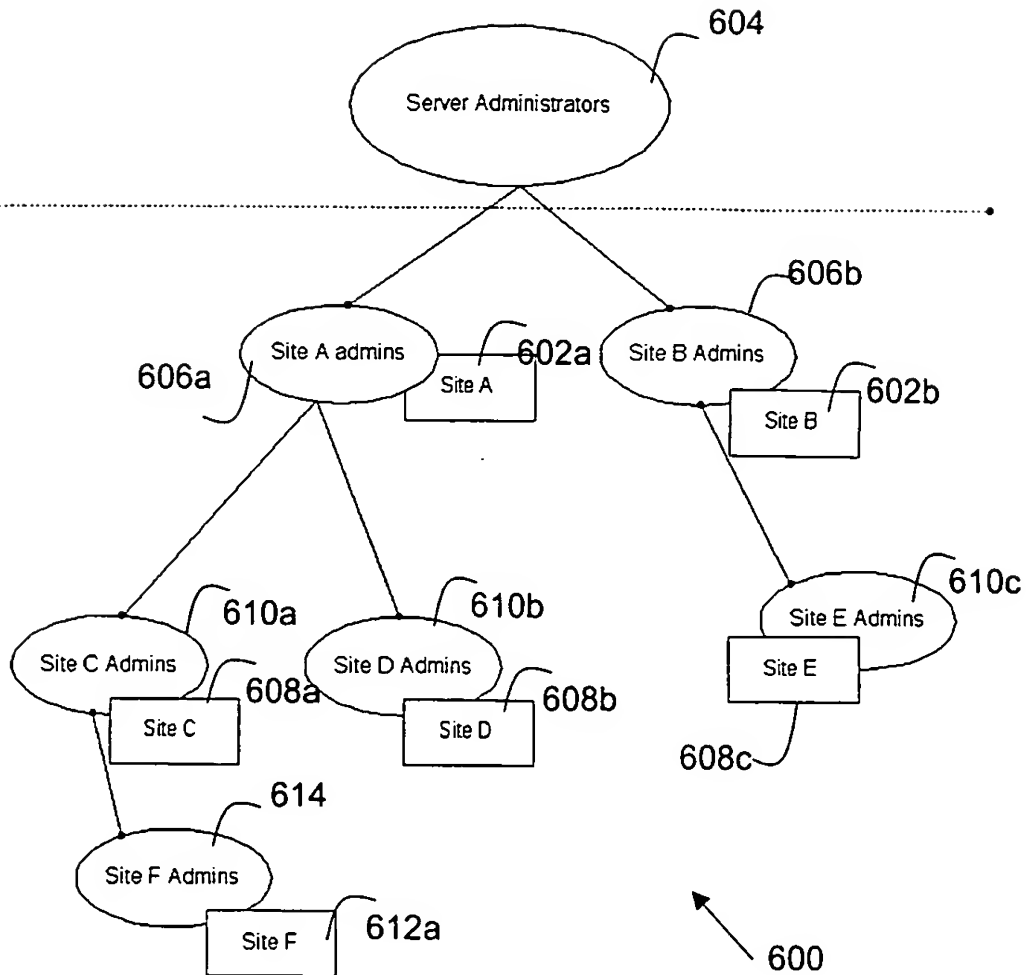 604
Server Administrators
606b
Site A admins
602a
Site B Admins
606a
Site A
602b
Site B
610a
610b
610c
Site C Admins
Site D Admins
Site E Admins
608a
608b
Site E
Site C
Site D
608c
614
Site F Admins
612a
Site F
600